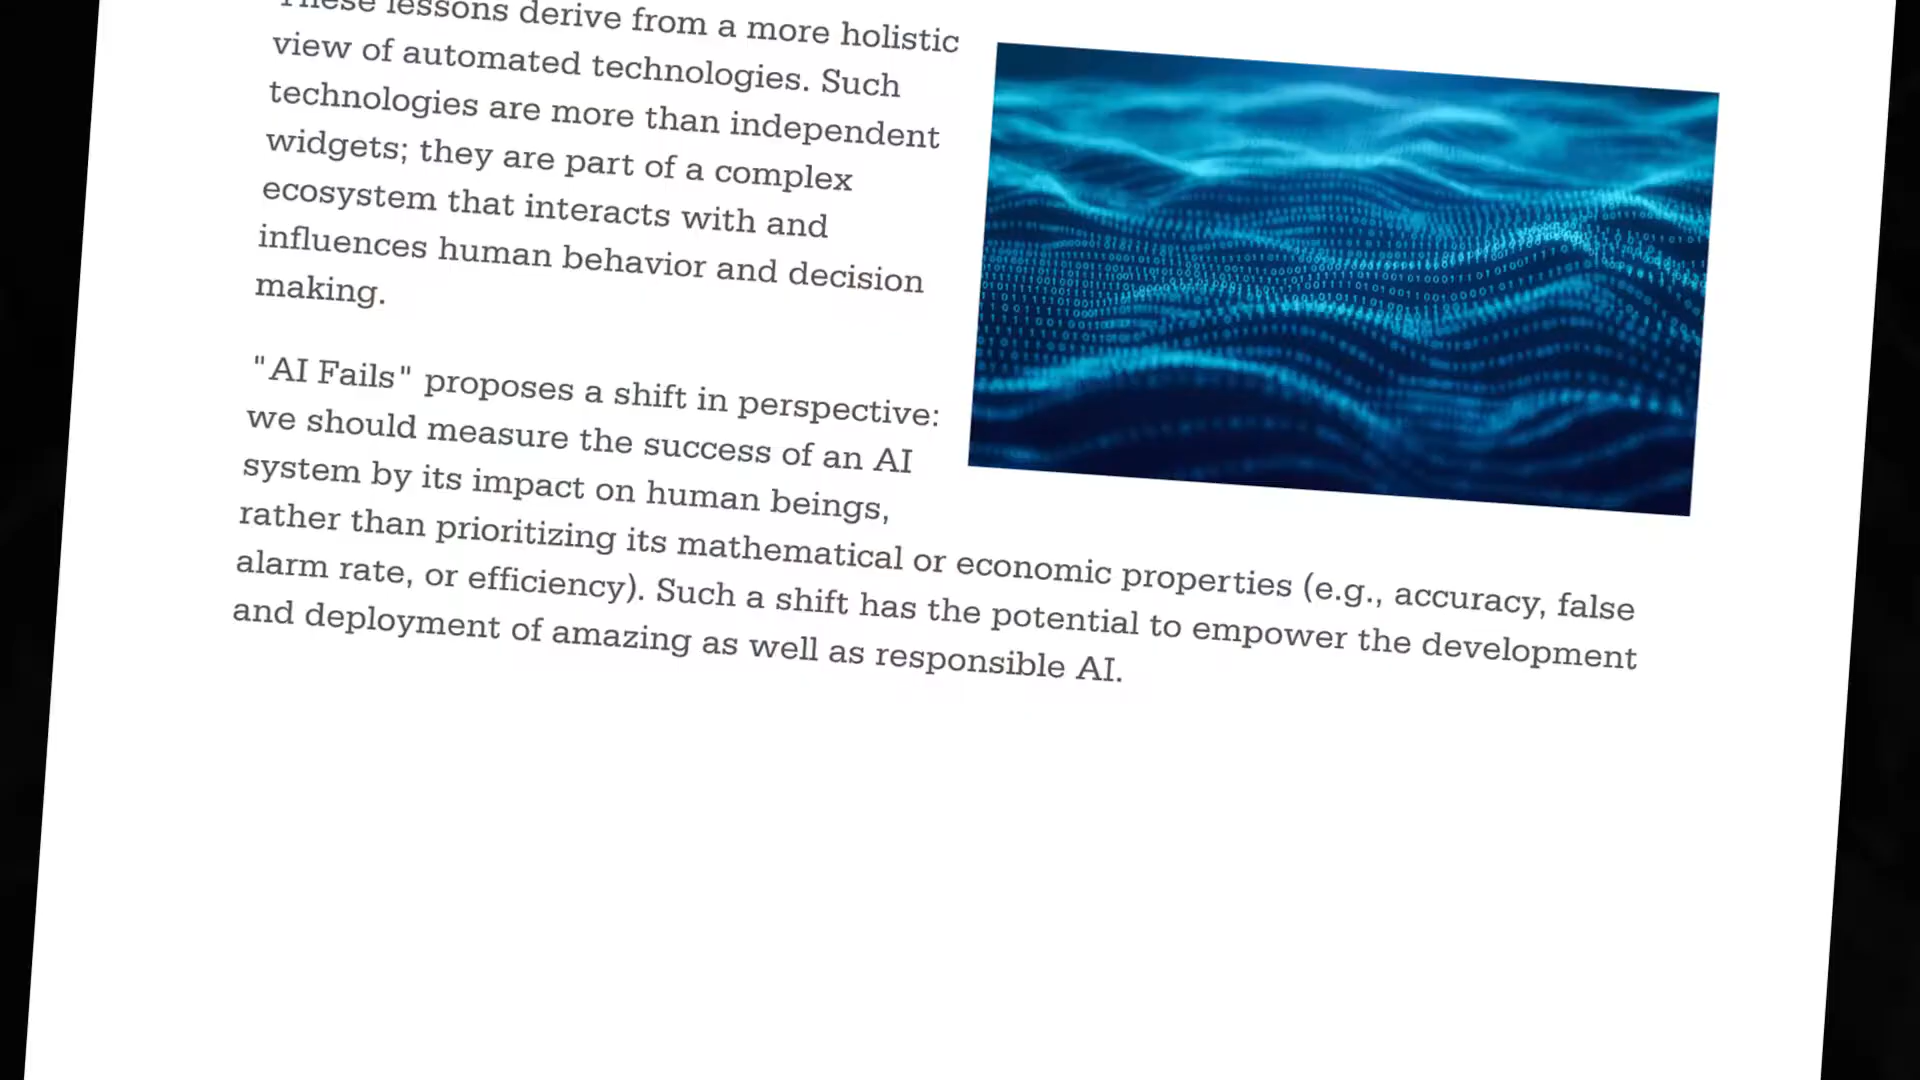 These lessons derive from a more holistic
view of automated technologies. Such
technologies are more than independent
widgets; they are part of a complex
ecosystem that interacts with and
influences human behavior and decision
making.
"AI Fails" proposes a shift in perspective:
we should measure the success of an AI
system by its impact on human beings,
rather than prioritizing its mathematical or economic properties (e.g., accuracy, false
alarm rate, or efficiency). Such a shift has the potential to empower the development
and deployment of amazing as well as responsible AI.